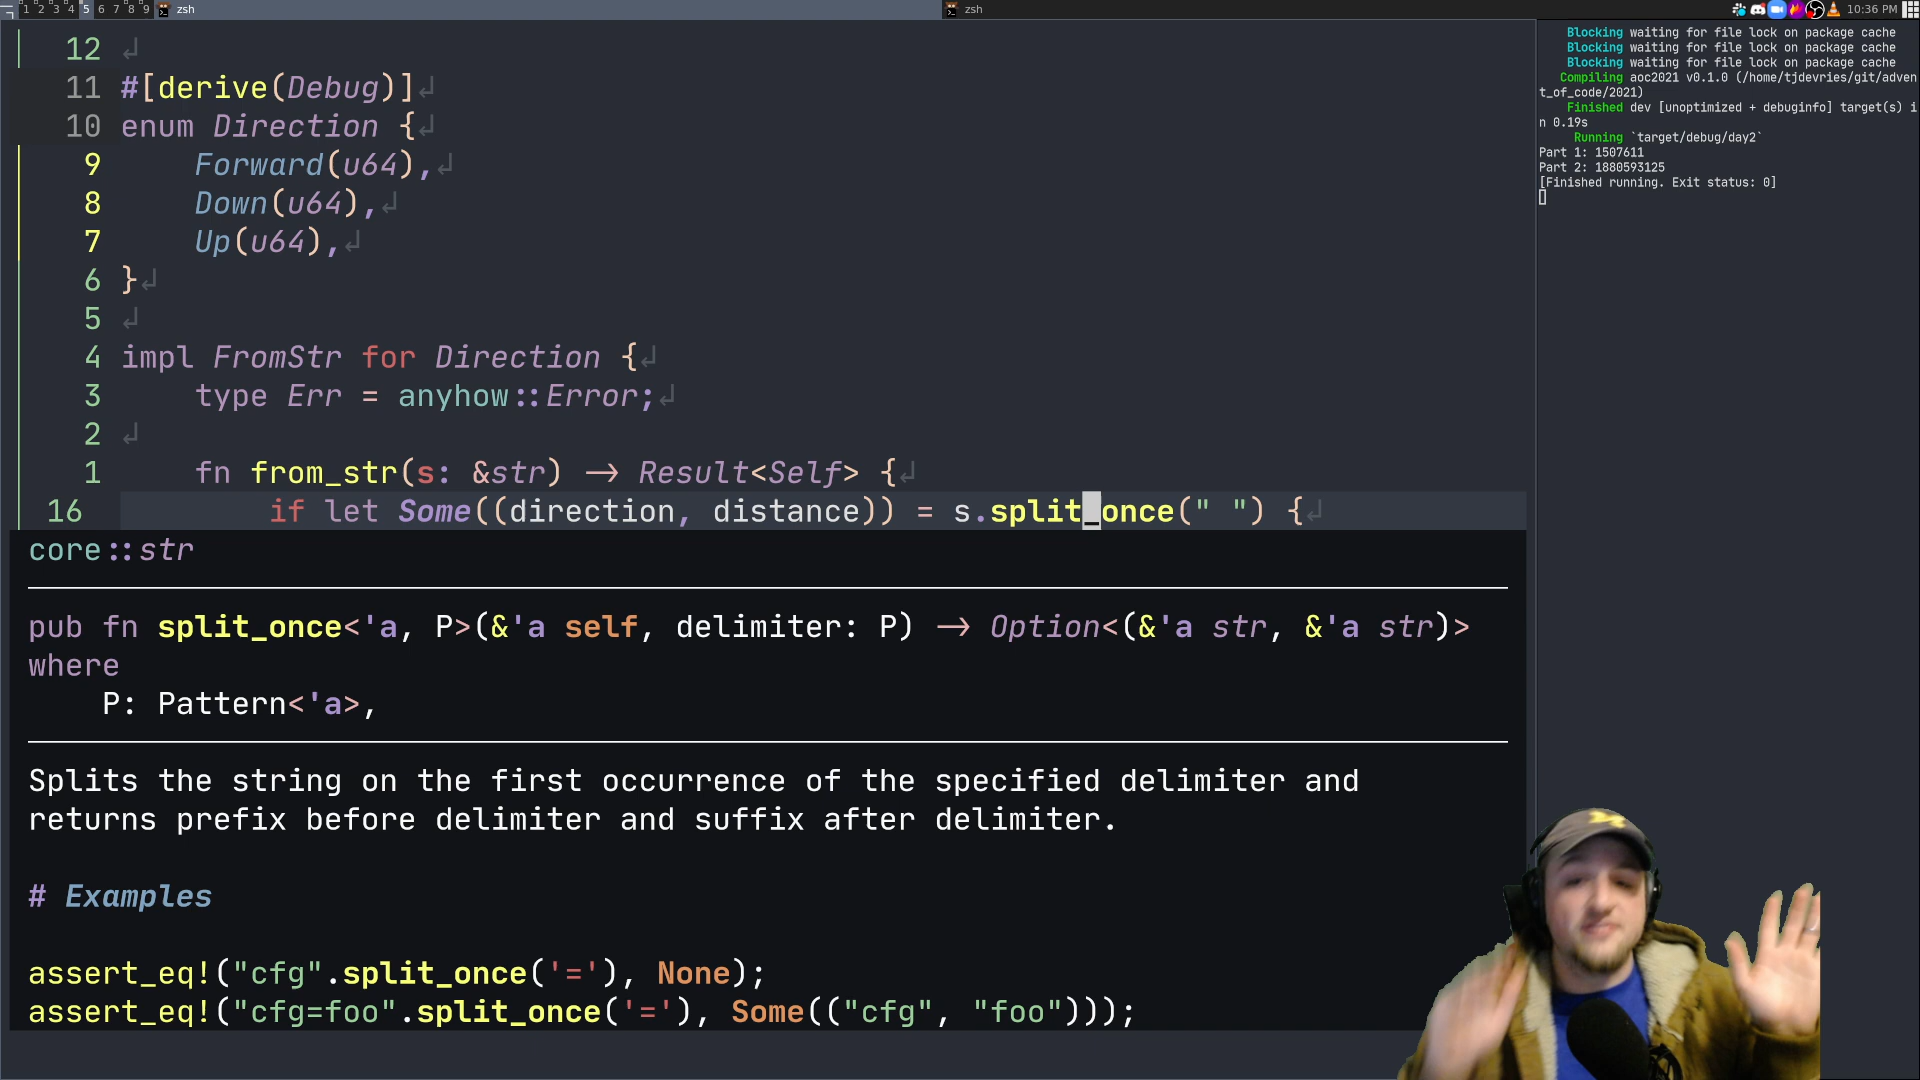 1 2 3 4 5 6 7 8 9 zsh zsh 10:36 PM
12
11 #[derive(Debug)]
10 enum Direction {
9 Forward(u64),
8 Down(u64),
7 Up(u64),
6 }
5
4 impl FromStr for Direction {
3 type Err = anyhow::Error;
2
1 fn from_str(s: &str) -> Result<Self> {
16 if let Some((direction, distance)) = s.split_once(" ") {
core::str
pub fn split_once<'a, P>(&'a self, delimiter: P) -> Option<(&'a str, &'a str)>
where
P: Pattern<'a>,
Splits the string on the first occurrence of the specified delimiter and
returns prefix before delimiter and suffix after delimiter.
# Examples
assert_eq!("cfg".split_once('='), None);
assert_eq!("cfg=foo".split_once('='), Some(("cfg", "foo")));
Blocking waiting for file lock on package cache
Blocking waiting for file lock on package cache
Blocking waiting for file lock on package cache
Compiling aoc2021 v0.1.0 (/home/tjdevries/git/adven
t_of_code/2021)
Finished dev [unoptimized + debuginfo] target(s) i
n 0.19s
Running `target/debug/day2`
Part 1: 1507611
Part 2: 1880593125
[Finished running. Exit status: 0]